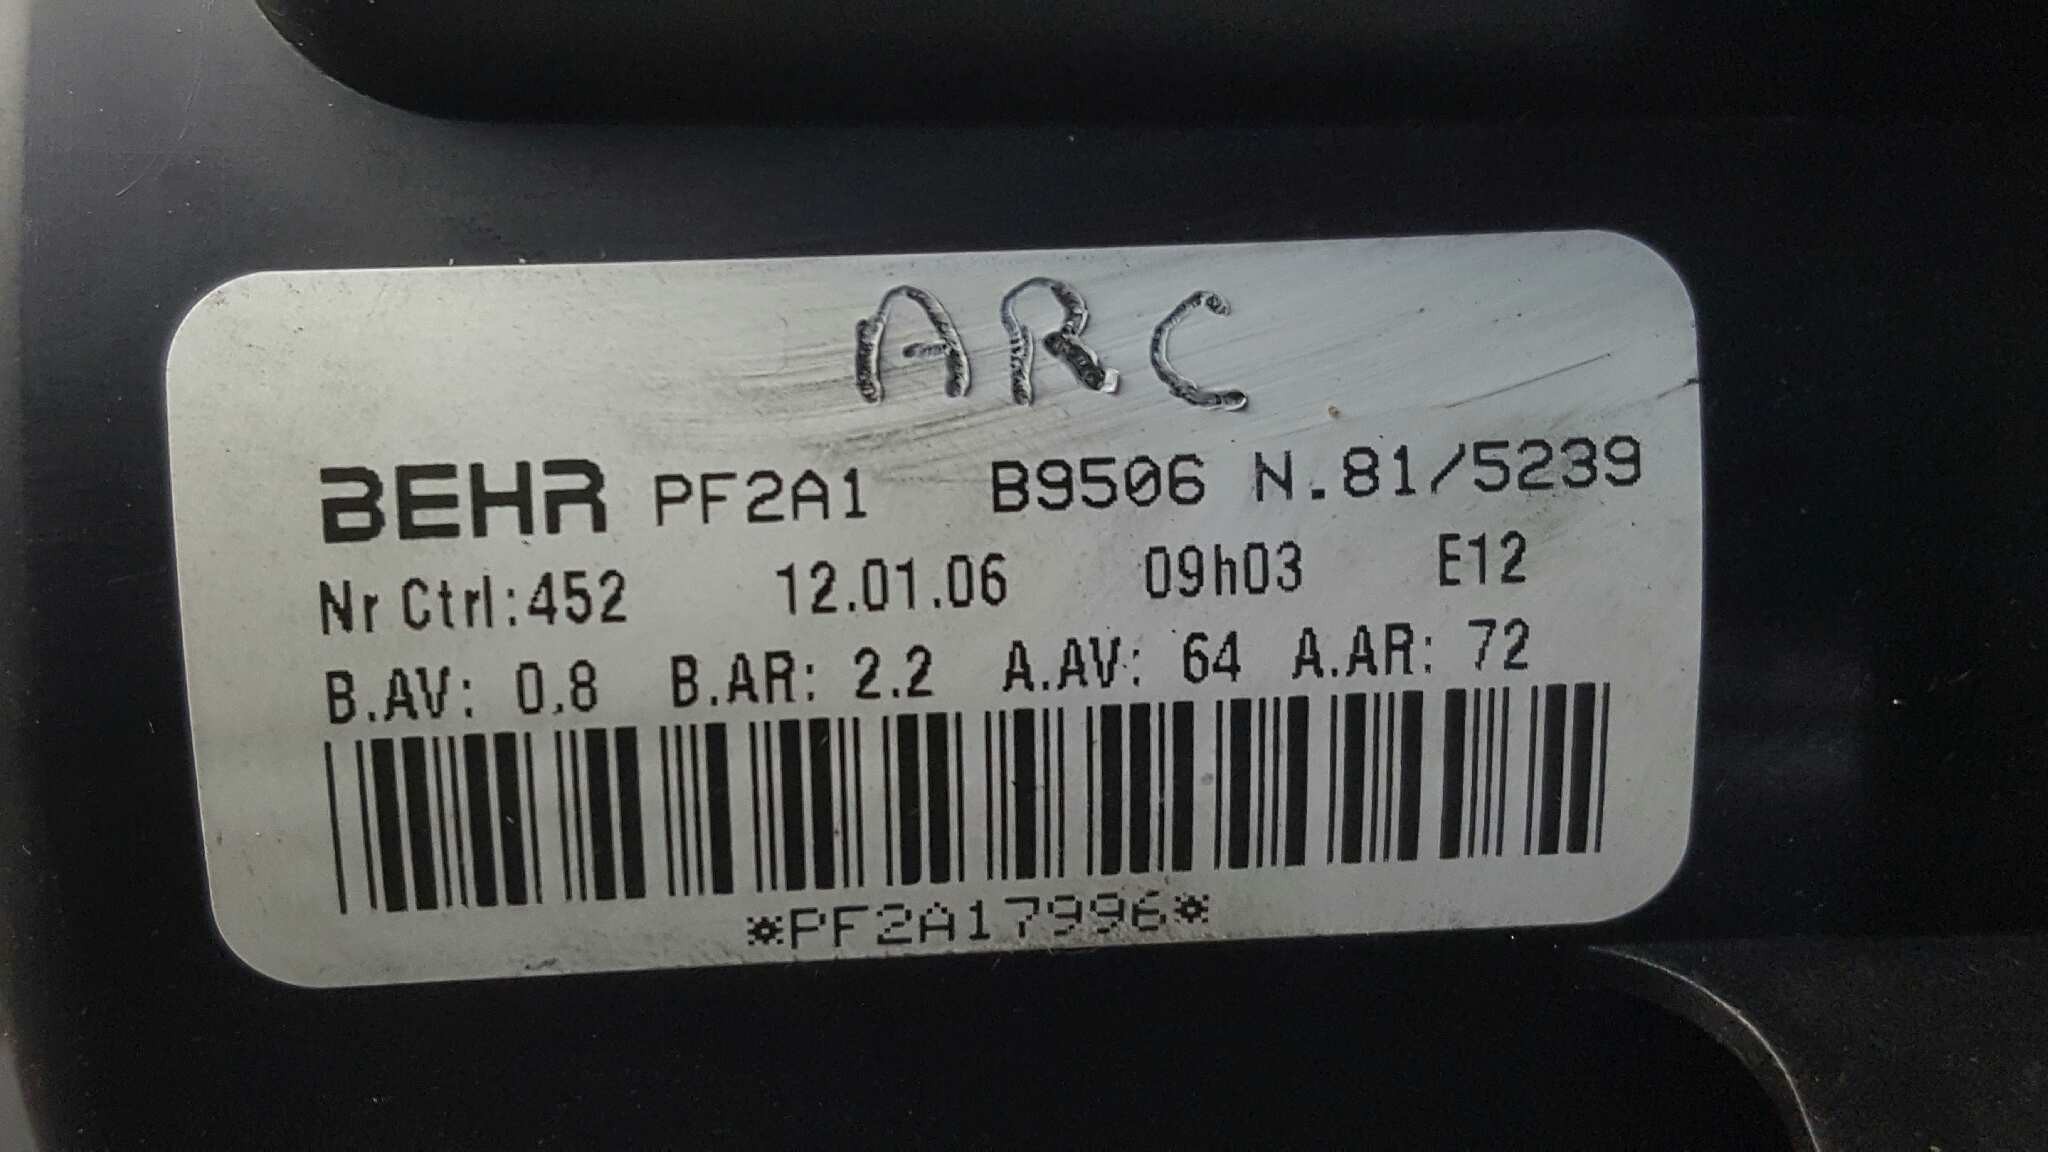 ARC
BEHR PF2A1 B9506 N.81/5239
Nr Ctrl:452 12.01.06 09h03 E12
B.AV: 0.8 B.AR: 2.2 A.AV: 64 A.AR: 72
*PF2A17996*